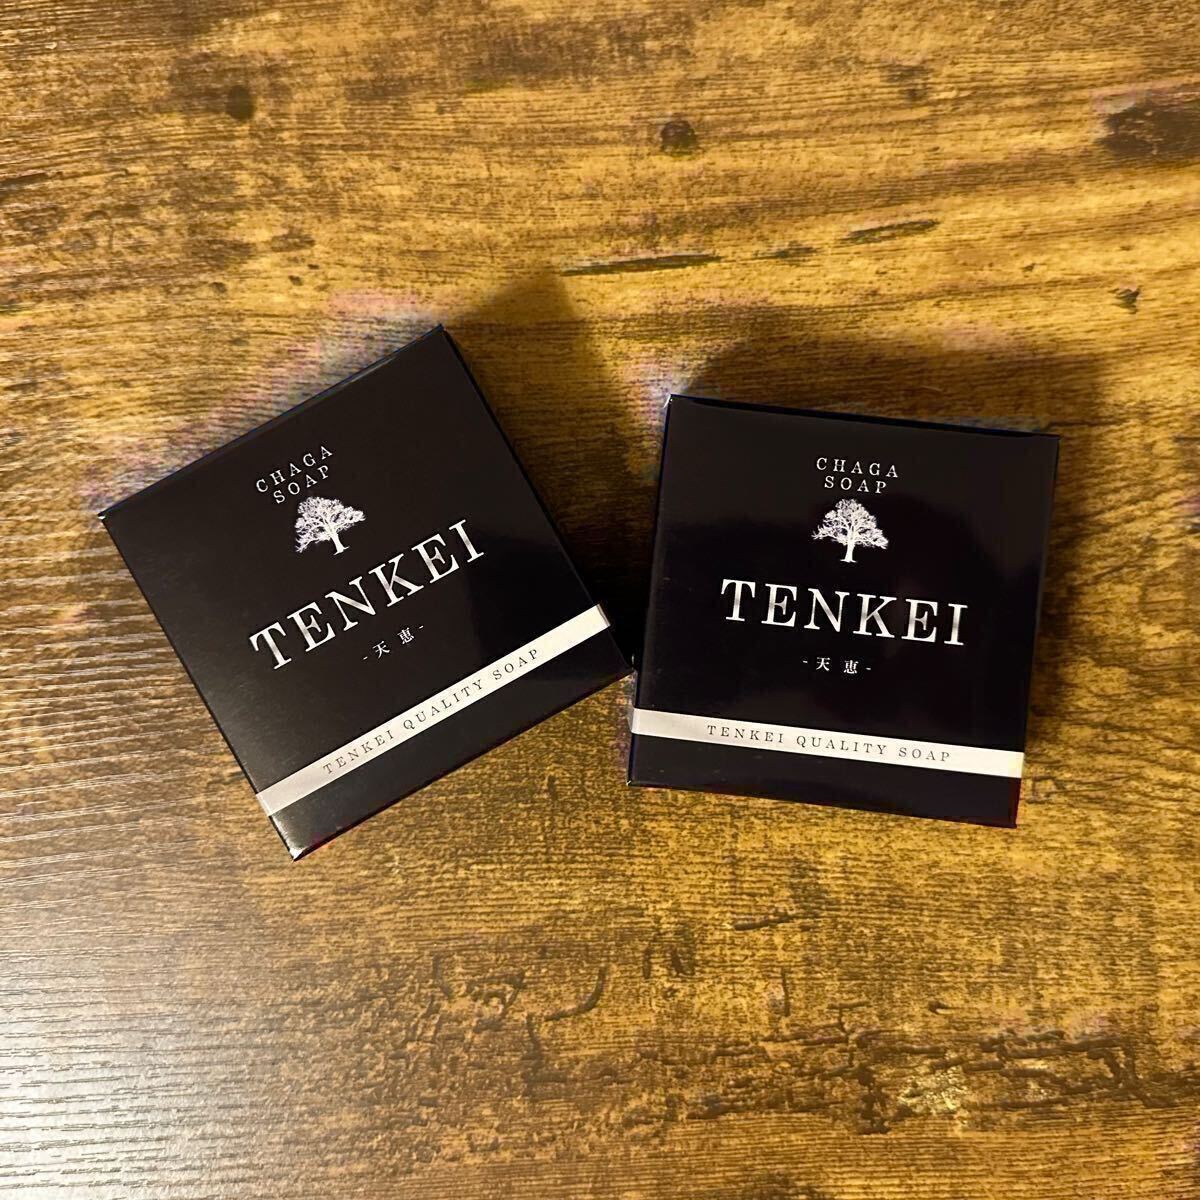 CHAGA
SOAP
TENKEI
-天恵-
TENKEI QUALITY SOAP
CHAGA
SOAP
TENKEI
-天恵-
TENKEI QUALITY SOAP